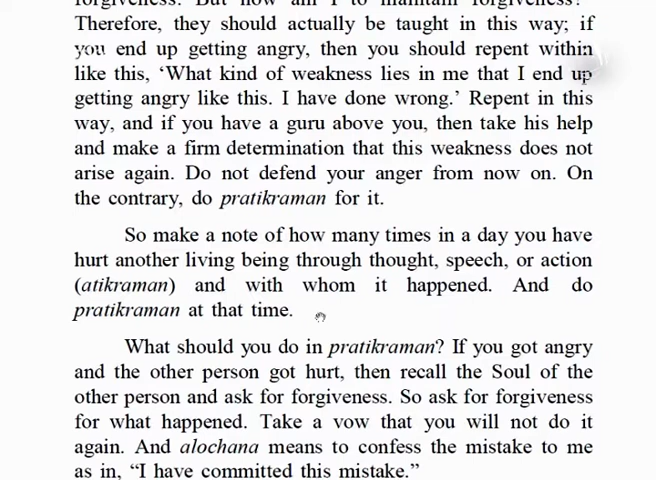 forgiveness. But how am I to maintain forgiveness?
Therefore, they should actually be taught in this way; if
you end up getting angry, then you should repent within
like this, ‘What kind of weakness lies in me that I end up
getting angry like this. I have done wrong.’ Repent in this
way, and if you have a guru above you, then take his help
and make a firm determination that this weakness does not
arise again. Do not defend your anger from now on. On
the contrary, do pratikraman for it.
So make a note of how many times in a day you have
hurt another living being through thought, speech, or action
(atikraman) and with whom it happened. And do
pratikraman at that time.
What should you do in pratikraman? If you got angry
and the other person got hurt, then recall the Soul of the
other person and ask for forgiveness. So ask for forgiveness
for what happened. Take a vow that you will not do it
again. And alochana means to confess the mistake to me
as in, “I have committed this mistake.”